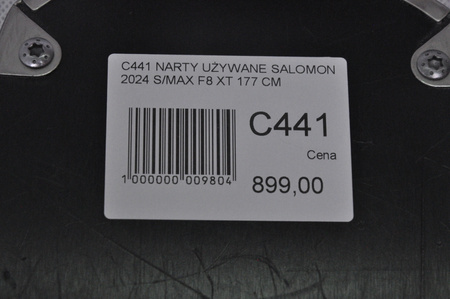 C441 NARTY UŻYWANE SALOMON
2024 S/MAX F8 XT 177 CM
C441
Cena
1 000000 009804
899,00